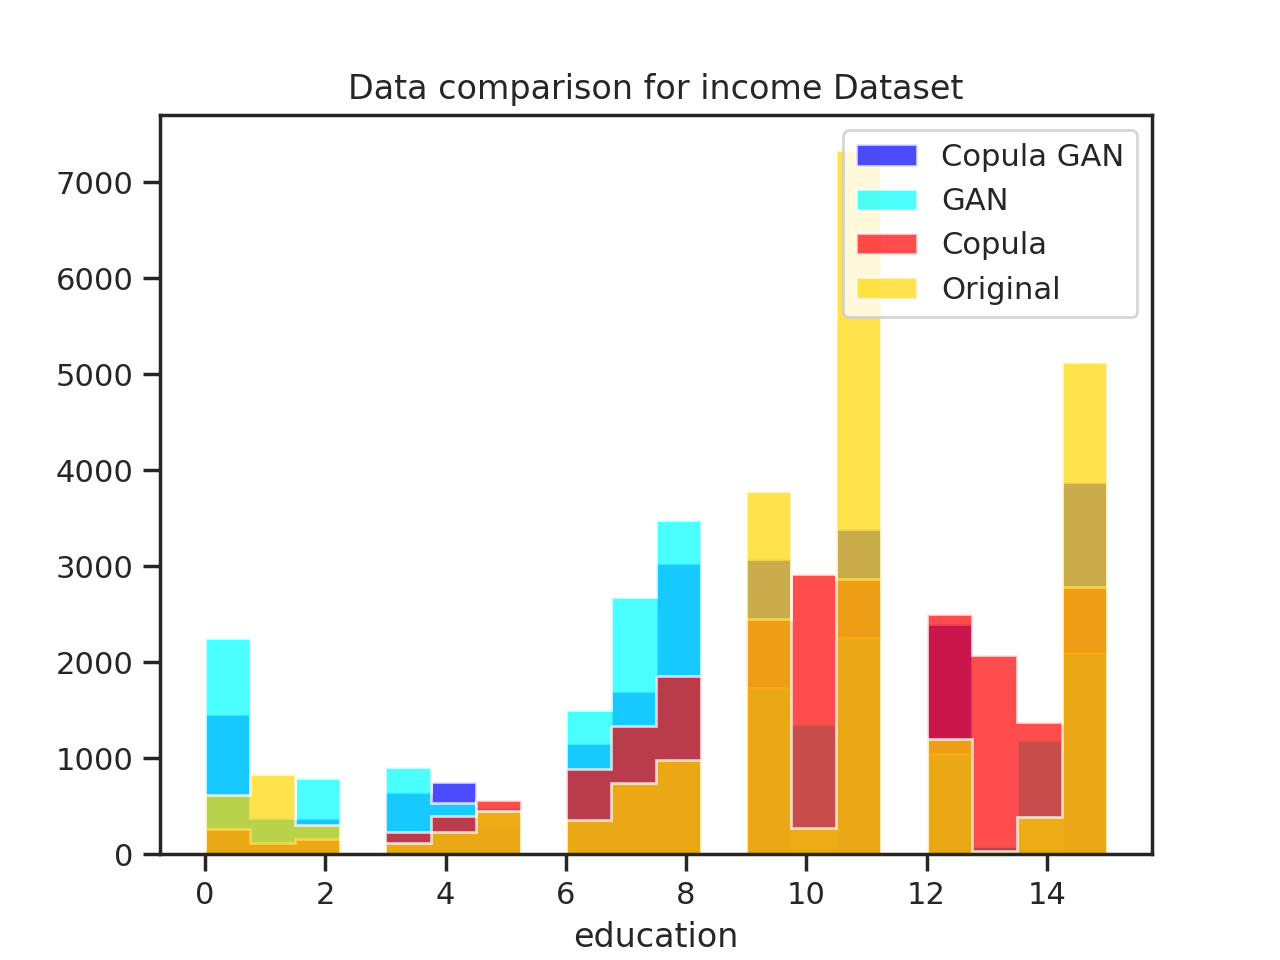 Data comparison for income Dataset
Copula GAN
GAN
Copula
Original
7000
6000
5000
4000
3000
2000
1000
0
0 2 4 6 8 10 12 14
education